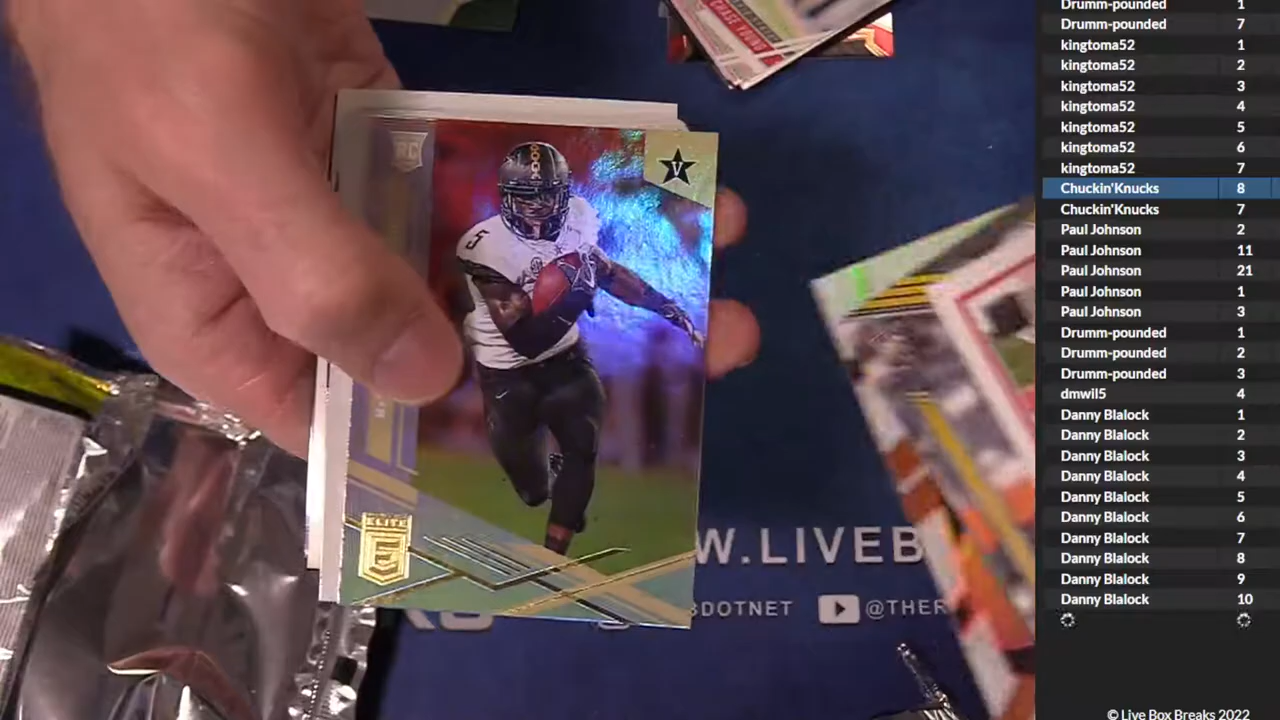 Drumm-pounded 1
Drumm-pounded 7
kingtoma52 1
kingtoma52 2
kingtoma52 3
kingtoma52 4
kingtoma52 5
kingtoma52 6
kingtoma52 7
Chuckin'Knucks 8
Chuckin'Knucks 7
Paul Johnson 2
Paul Johnson 11
Paul Johnson 21
Paul Johnson 1
Paul Johnson 3
Drumm-pounded 1
Drumm-pounded 2
Drumm-pounded 3
dmwil5 4
Danny Blalock 1
Danny Blalock 2
Danny Blalock 3
Danny Blalock 4
Danny Blalock 5
Danny Blalock 6
Danny Blalock 7
Danny Blalock 8
Danny Blalock 9
Danny Blalock 10
© Live Box Breaks 2022
CHASE YOUNG
RC
V
5
ELITE
E
W.LIVEB
DOTNET
@THER